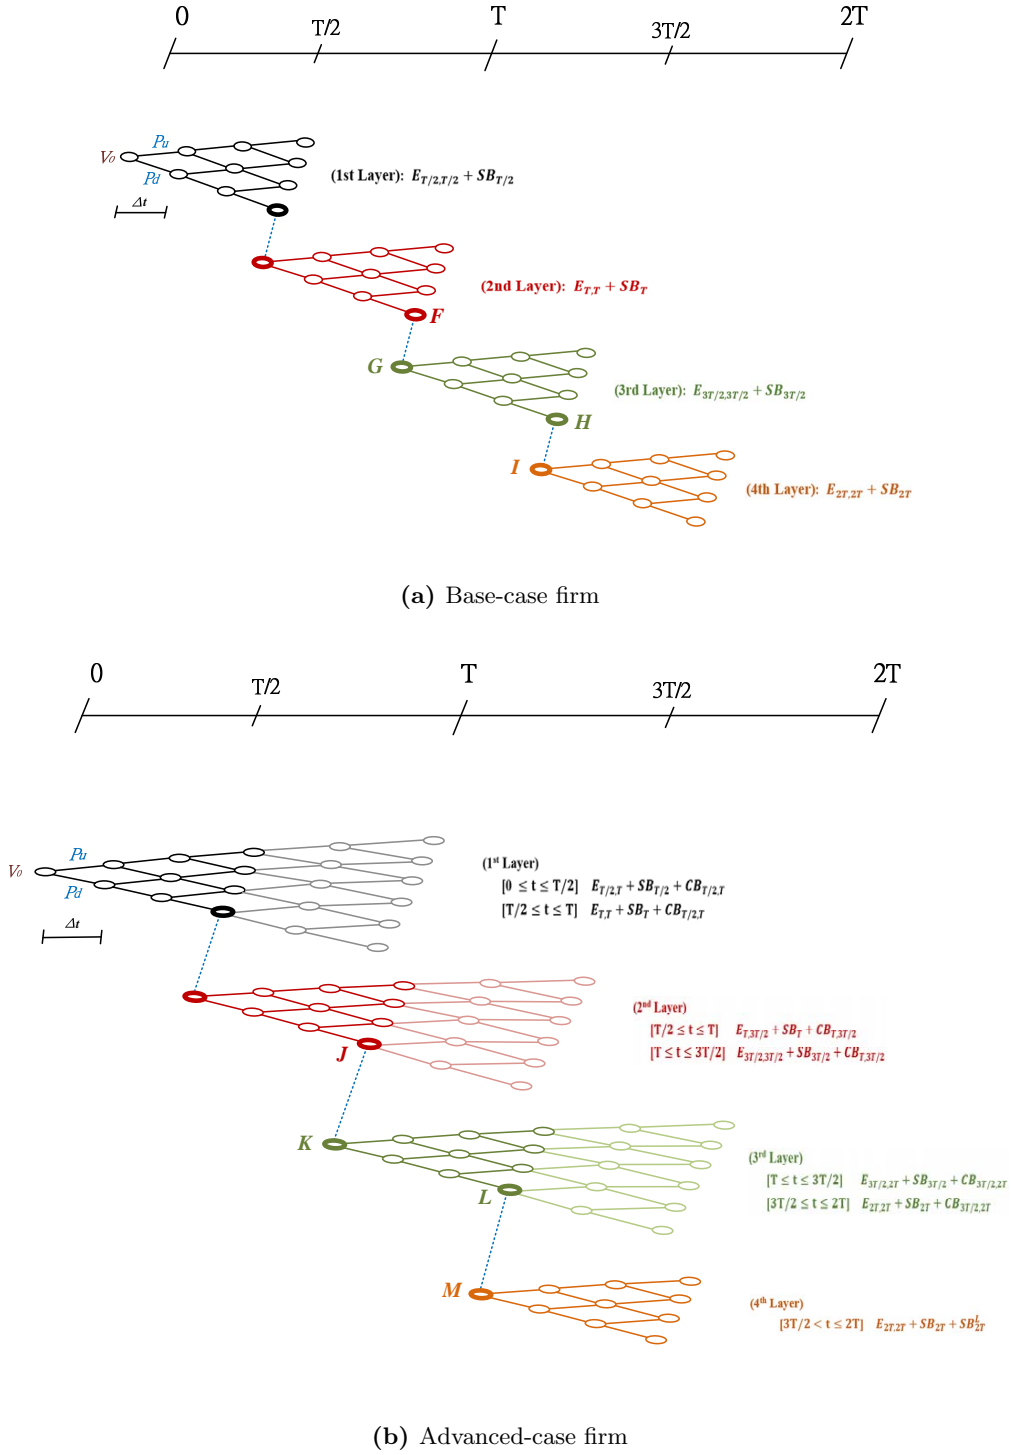 0 T/2 T 3T/2 2T
V₀ Pu
Pd
Δt
(1st Layer): E_{T/2,T/2} + SB_{T/2}
(2nd Layer): E_{T,T} + SB_T
F
G
(3rd Layer): E_{3T/2,3T/2} + SB_{3T/2}
H
I
(4th Layer): E_{2T,2T} + SB_{2T}
(a) Base-case firm
0 T/2 T 3T/2 2T
V₀ Pu
Pd
Δt
(1ˢᵗ Layer)
[0 ≤ t ≤ T/2] E_{T/2,T} + SB_{T/2} + CB_{T/2,T}
[T/2 ≤ t ≤ T] E_{T,T} + SB_T + CB_{T/2,T}
(2ⁿᵈ Layer)
[T/2 ≤ t ≤ T] E_{T,3T/2} + SB_T + CB_{T,3T/2}
[T ≤ t ≤ 3T/2] E_{3T/2,3T/2} + SB_{3T/2} + CB_{T,3T/2}
J
K
(3ʳᵈ Layer)
[T ≤ t ≤ 3T/2] E_{3T/2,2T} + SB_{3T/2} + CB_{3T/2,2T}
[3T/2 ≤ t ≤ 2T] E_{2T,2T} + SB_{2T} + CB_{3T/2,2T}
L
M
(4ᵗʰ Layer)
[3T/2 < t ≤ 2T] E_{2T,2T} + SB_{2T} + SB_{2T}^L
(b) Advanced-case firm